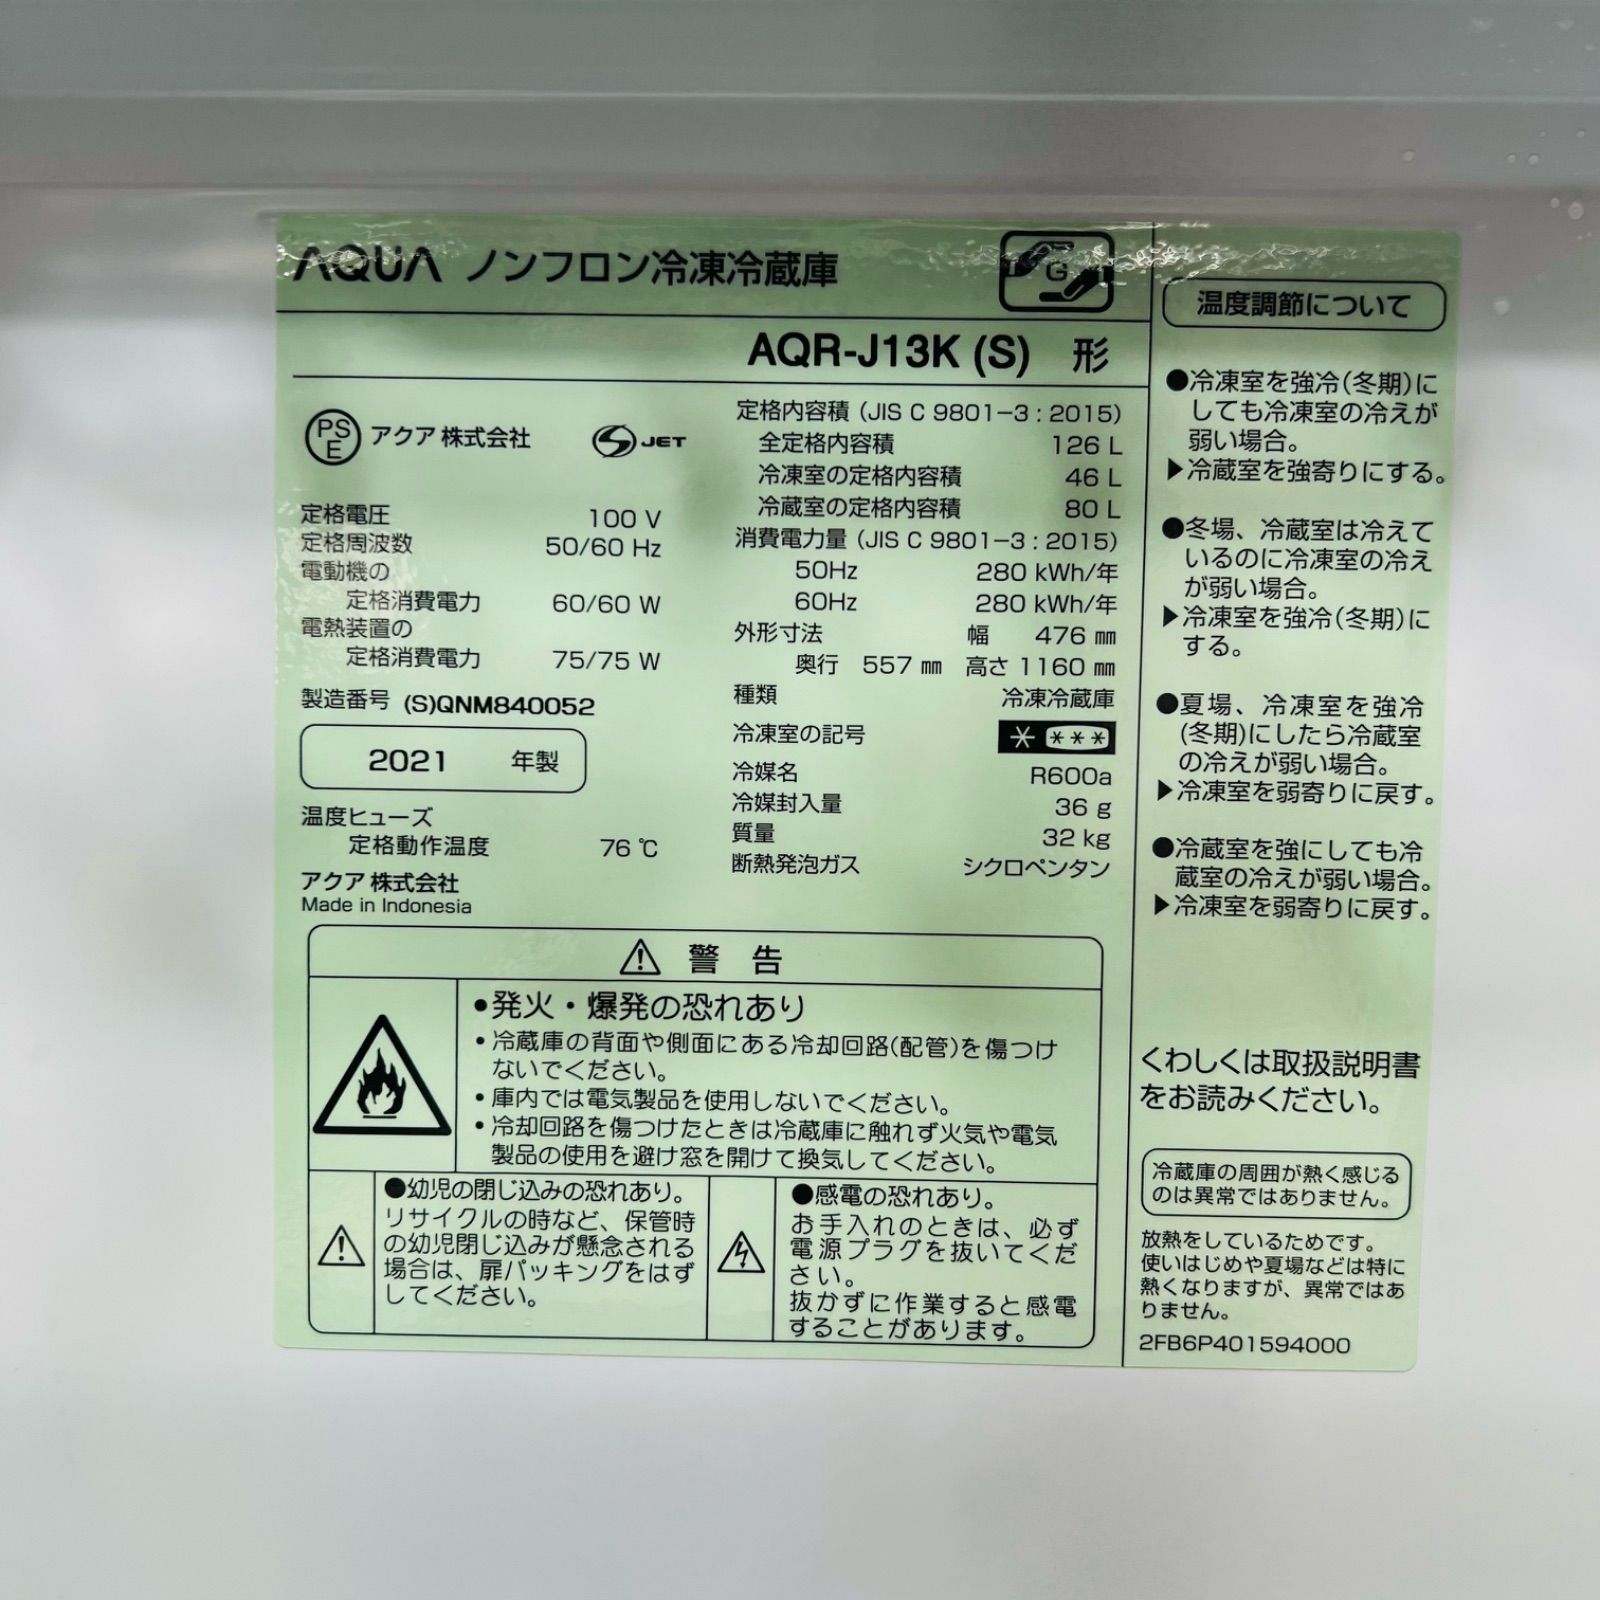 AQUA ノンフロン冷凍冷蔵庫
G
AQR-J13K (S) 形
PS
E
アクア 株式会社
S JET
定格電圧 100 V
定格周波数 50/60 Hz
電動機の
定格消費電力 60/60 W
電熱装置の
定格消費電力 75/75 W
製造番号 (S)QNM840052
2021 年製
温度ヒューズ
定格動作温度 76 ℃
アクア 株式会社
Made in Indonesia
定格内容積 (JIS C 9801−3 : 2015)
全定格内容積 126 L
冷凍室の定格内容積 46 L
冷蔵室の定格内容積 80 L
消費電力量 (JIS C 9801−3 : 2015)
50Hz 280 kWh/年
60Hz 280 kWh/年
外形寸法 幅 476 ㎜
奥行 557 ㎜ 高さ 1160 ㎜
種類 冷凍冷蔵庫
冷凍室の記号 * ***
冷媒名 R600a
冷媒封入量 36 g
質量 32 kg
断熱発泡ガス シクロペンタン
⚠ 警 告
•発火・爆発の恐れあり
•冷蔵庫の背面や側面にある冷却回路(配管)を傷つけ
ないでください。
•庫内では電気製品を使用しないでください。
•冷却回路を傷つけたときは冷蔵庫に触れず火気や電気
製品の使用を避け窓を開けて換気してください。
●幼児の閉じ込みの恐れあり。
リサイクルの時など、保管時
の幼児閉じ込みが懸念される
場合は、扉パッキングをはず
してください。
●感電の恐れあり。
お手入れのときは、必ず
電源プラグを抜いてくだ
さい。
抜かずに作業すると感電
することがあります。
温度調節について
●冷凍室を強冷(冬期)に
しても冷凍室の冷えが
弱い場合。
▶冷蔵室を強寄りにする。
●冬場、冷蔵室は冷えて
いるのに冷凍室の冷え
が弱い場合。
▶冷凍室を強冷(冬期)に
する。
●夏場、冷凍室を強冷
(冬期)にしたら冷蔵室
の冷えが弱い場合。
▶冷凍室を弱寄りに戻す。
●冷蔵室を強にしても冷
蔵室の冷えが弱い場合。
▶冷凍室を弱寄りに戻す。
くわしくは取扱説明書
をお読みください。
冷蔵庫の周囲が熱く感じる
のは異常ではありません。
放熱をしているためです。
使いはじめや夏場などは特に
熱くなりますが、異常ではあ
りません。
2FB6P401594000